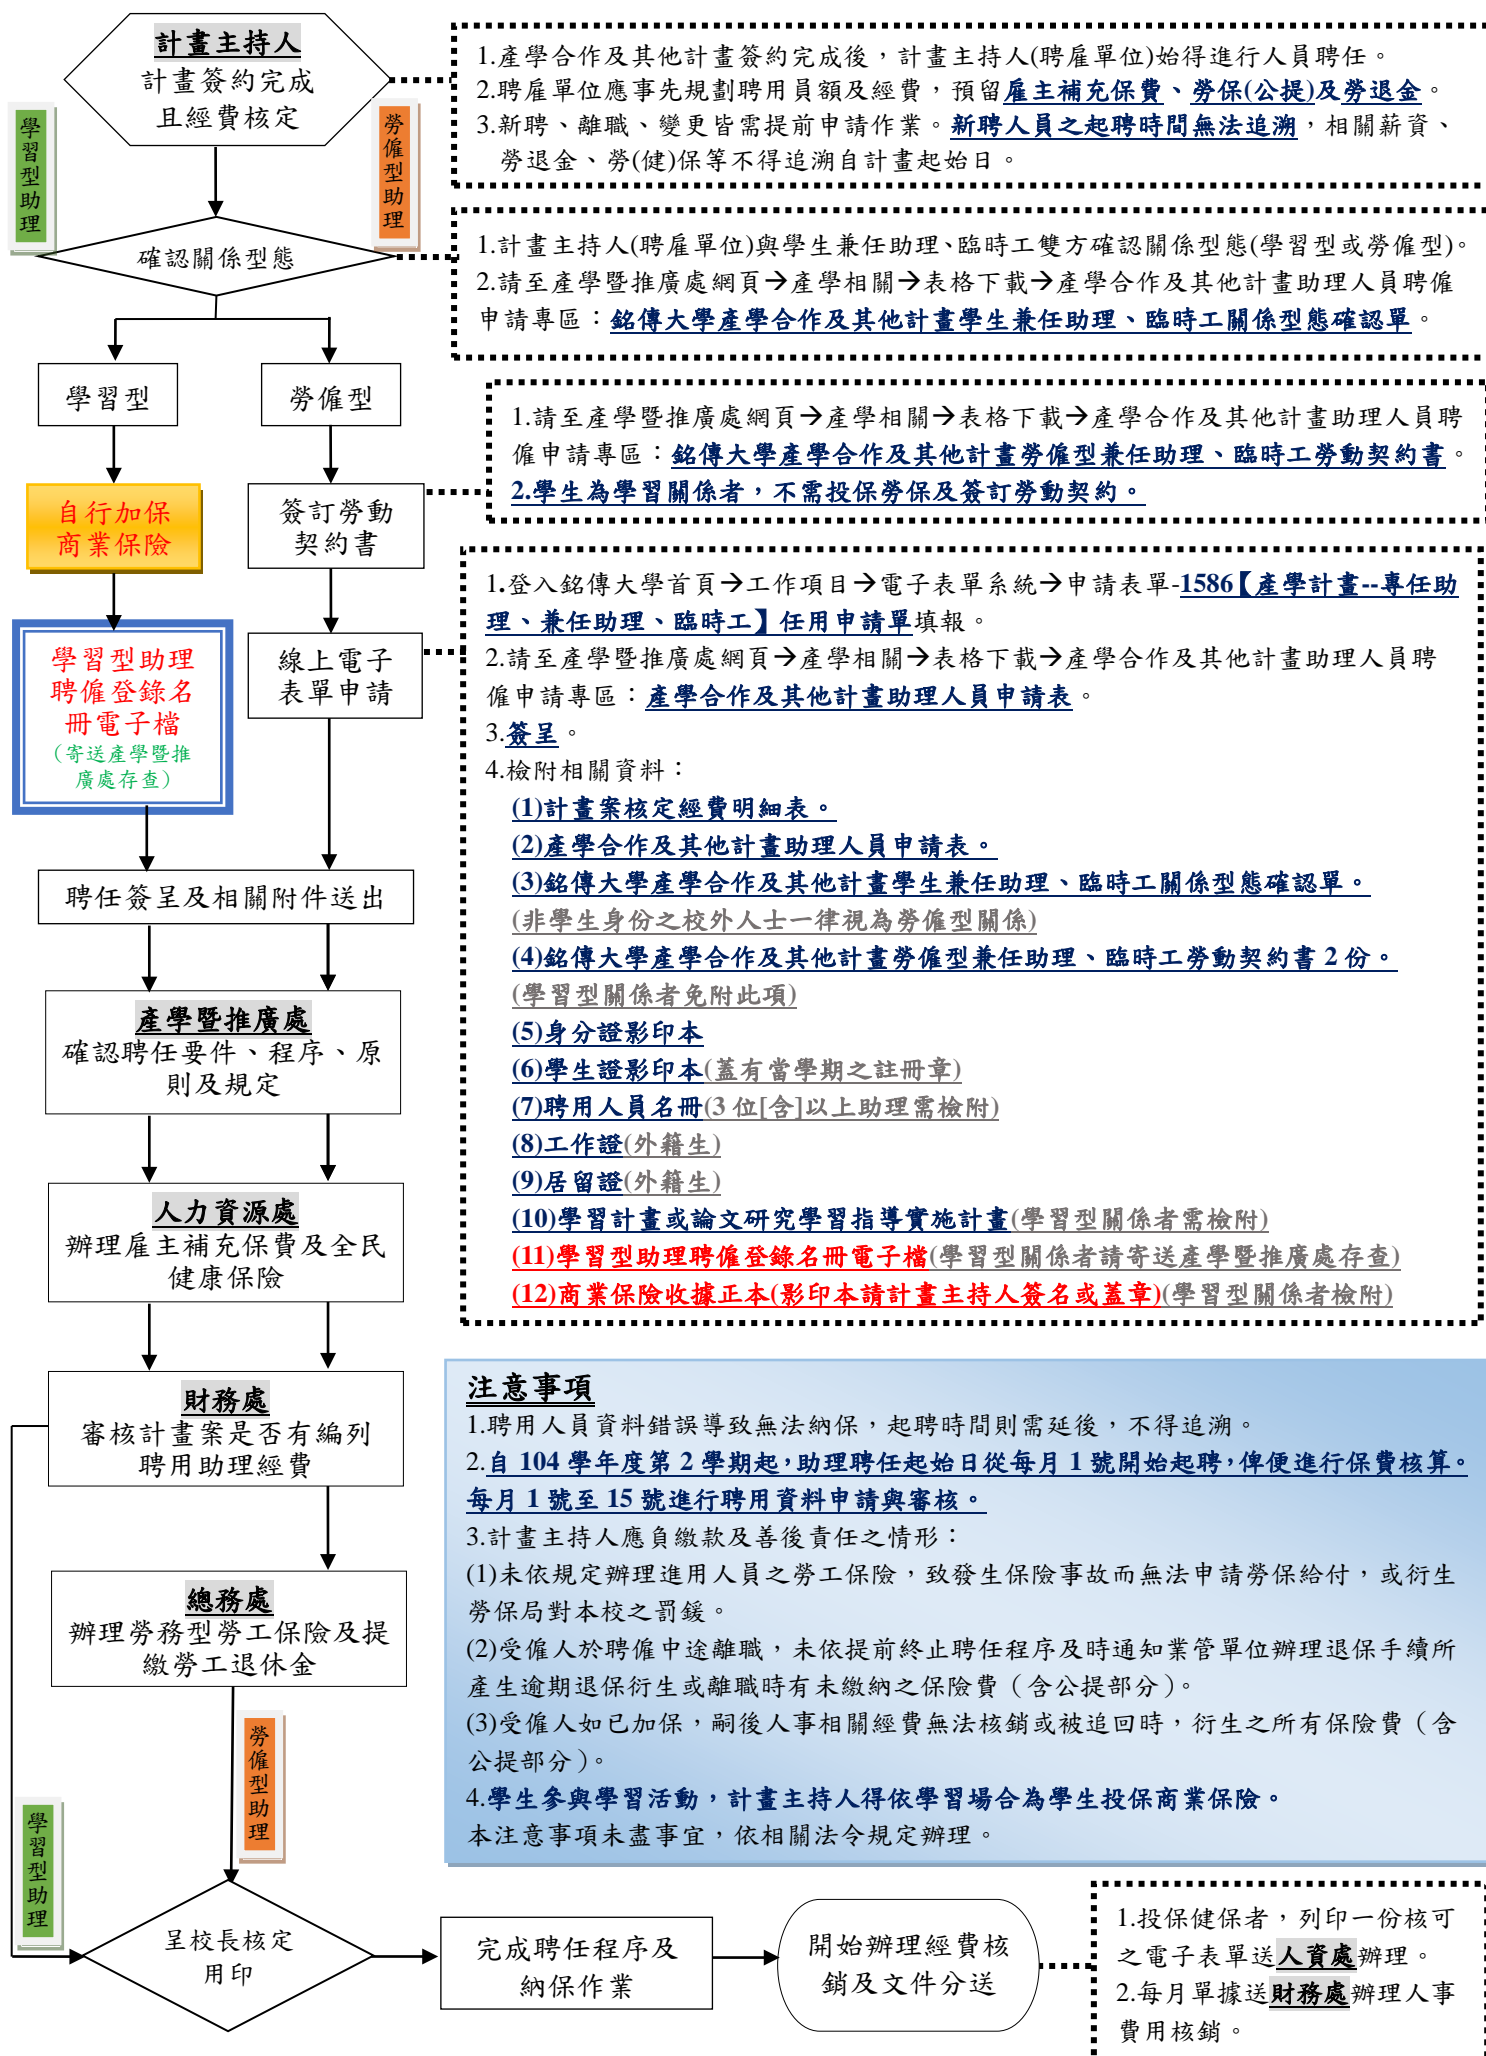 計畫主持人
計畫簽約完成
且經費核定
學習型助理
勞僱型助理
1.產學合作及其他計畫簽約完成後，計畫主持人(聘雇單位)始得進行人員聘任。
2.聘雇單位應事先規劃聘用員額及經費，預留雇主補充保費、勞保(公提)及勞退金。
3.新聘、離職、變更皆需提前申請作業。新聘人員之起聘時間無法追溯，相關薪資、
勞退金、勞(健)保等不得追溯自計畫起始日。
確認關係型態
1.計畫主持人(聘雇單位)與學生兼任助理、臨時工雙方確認關係型態(學習型或勞僱型)。
2.請至產學暨推廣處網頁→產學相關→表格下載→產學合作及其他計畫助理人員聘僱
申請專區：銘傳大學產學合作及其他計畫學生兼任助理、臨時工關係型態確認單。
學習型
勞僱型
1.請至產學暨推廣處網頁→產學相關→表格下載→產學合作及其他計畫助理人員聘
僱申請專區：銘傳大學產學合作及其他計畫勞僱型兼任助理、臨時工勞動契約書。
2.學生為學習關係者，不需投保勞保及簽訂勞動契約。
自行加保
商業保險
簽訂勞動
契約書
1.登入銘傳大學首頁→工作項目→電子表單系統→申請表單-1586【產學計畫--專任助
理、兼任助理、臨時工】任用申請單填報。
2.請至產學暨推廣處網頁→產學相關→表格下載→產學合作及其他計畫助理人員聘
僱申請專區：產學合作及其他計畫助理人員申請表。
3.簽呈。
4.檢附相關資料：
(1)計畫案核定經費明細表。
(2)產學合作及其他計畫助理人員申請表。
(3)銘傳大學產學合作及其他計畫學生兼任助理、臨時工關係型態確認單。
(非學生身份之校外人士一律視為勞僱型關係)
(4)銘傳大學產學合作及其他計畫勞僱型兼任助理、臨時工勞動契約書 2 份。
(學習型關係者免附此項)
(5)身分證影印本
(6)學生證影印本(蓋有當學期之註冊章)
(7)聘用人員名冊(3 位[含]以上助理需檢附)
(8)工作證(外籍生)
(9)居留證(外籍生)
(10)學習計畫或論文研究學習指導實施計畫(學習型關係者需檢附)
(11)學習型助理聘僱登錄名冊電子檔(學習型關係者請寄送產學暨推廣處存查)
(12)商業保險收據正本(影印本請計畫主持人簽名或蓋章)(學習型關係者檢附)
學習型助理
聘僱登錄名
冊電子檔
（寄送產學暨推
廣處存查）
線上電子
表單申請
聘任簽呈及相關附件送出
產學暨推廣處
確認聘任要件、程序、原
則及規定
人力資源處
辦理雇主補充保費及全民
健康保險
財務處
審核計畫案是否有編列
聘用助理經費
總務處
辦理勞務型勞工保險及提
繳勞工退休金
勞僱型助理
學習型助理
注意事項
1.聘用人員資料錯誤導致無法納保，起聘時間則需延後，不得追溯。
2.自 104 學年度第 2 學期起，助理聘任起始日從每月 1 號開始起聘，俾便進行保費核算。
每月 1 號至 15 號進行聘用資料申請與審核。
3.計畫主持人應負繳款及善後責任之情形：
(1)未依規定辦理進用人員之勞工保險，致發生保險事故而無法申請勞保給付，或衍生
勞保局對本校之罰鍰。
(2)受僱人於聘僱中途離職，未依提前終止聘任程序及時通知業管單位辦理退保手續所
產生逾期退保衍生或離職時有未繳納之保險費（含公提部分）。
(3)受僱人如已加保，嗣後人事相關經費無法核銷或被追回時，衍生之所有保險費（含
公提部分）。
4.學生參與學習活動，計畫主持人得依學習場合為學生投保商業保險。
本注意事項未盡事宜，依相關法令規定辦理。
呈校長核定
用印
完成聘任程序及
納保作業
開始辦理經費核
銷及文件分送
1.投保健保者，列印一份核可
之電子表單送人資處辦理。
2.每月單據送財務處辦理人事
費用核銷。